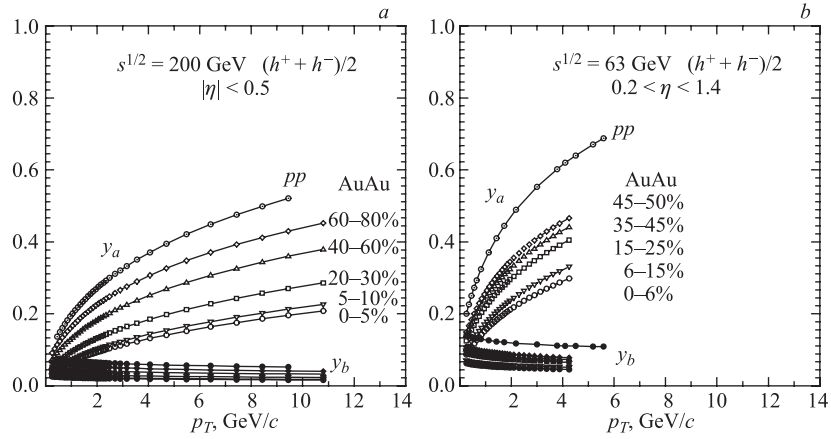 a
s^{1/2} = 200 GeV (h^+ + h^-)/2
|η| < 0.5
1.0
0.8
0.6
0.4
0.2
0.0
pp
AuAu
y_a
60–80%
40–60%
20–30%
5–10%
0–5%
y_b
2 4 6 8 10 12 14
p_T, GeV/c
b
s^{1/2} = 63 GeV (h^+ + h^-)/2
0.2 < η < 1.4
1.0
0.8
0.6
0.4
0.2
0.0
pp
y_a
AuAu
45–50%
35–45%
15–25%
6–15%
0–6%
y_b
2 4 6 8 10 12 14
p_T, GeV/c